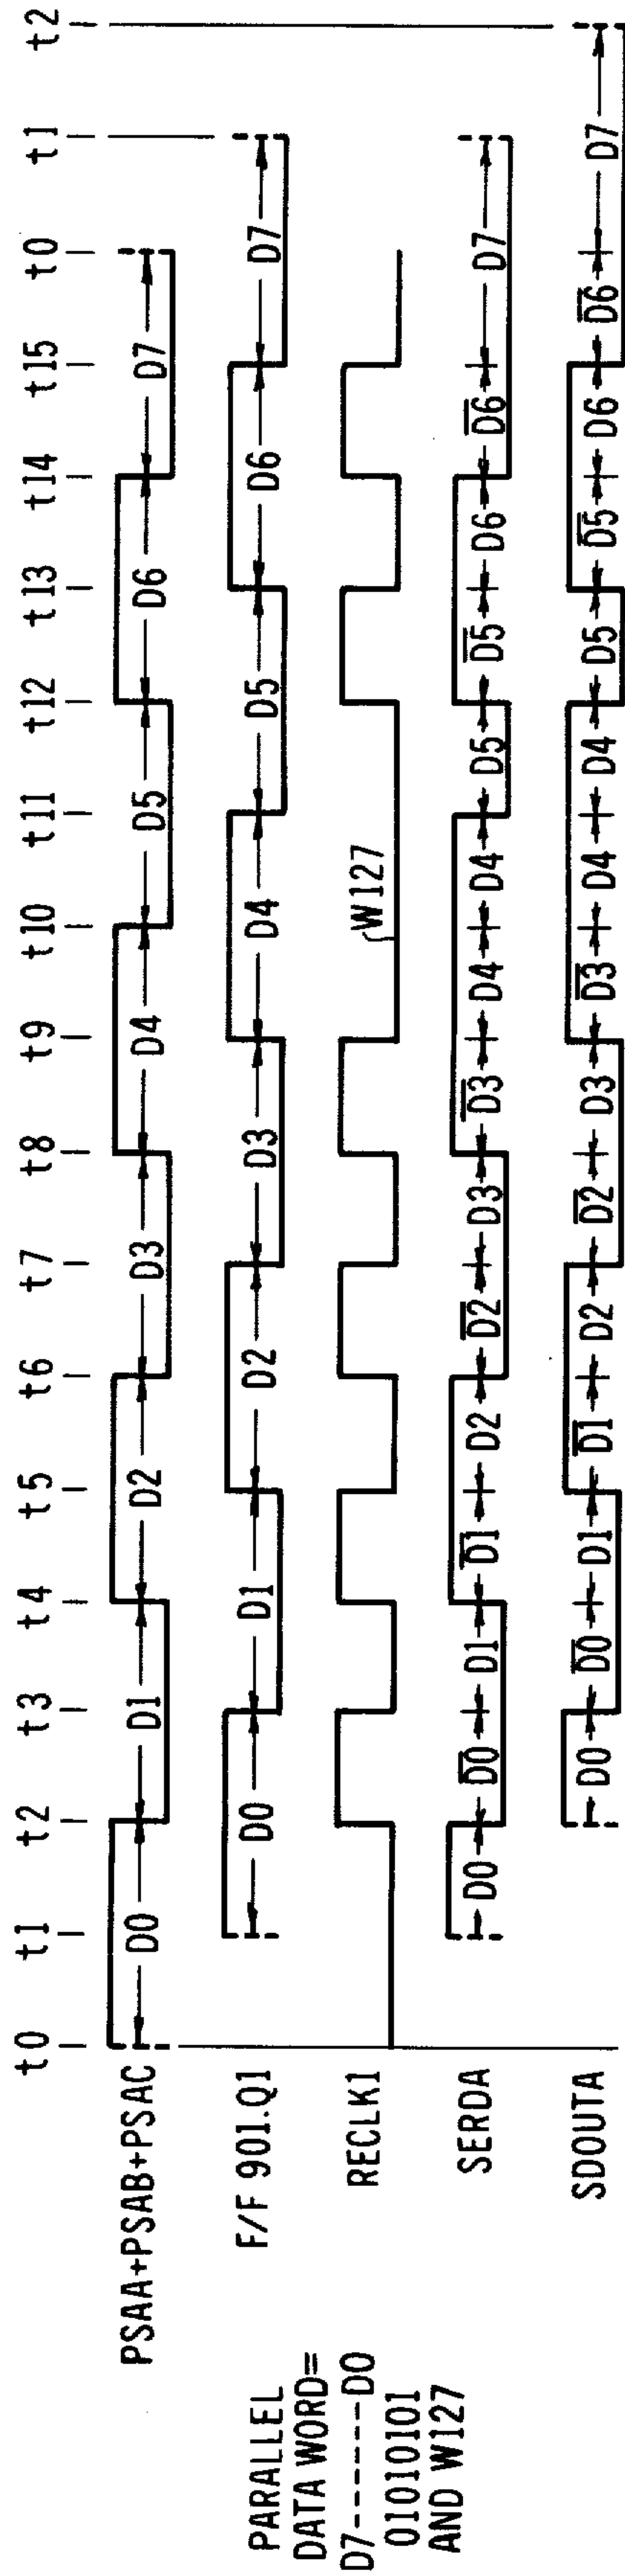 t0 t1 t2 t3 t4 t5 t6 t7 t8 t9 t10 t11 t12 t13 t14 t15 t0 t1 t2
PSAA+PSAB+PSAC D0 D1 D2 D3 D4 D5 D6 D7
F/F 901.Q1 D0 D1 D2 D3 D4 D5 D6 D7
RECLK1 W127
SERDA D0 D̅0̅ D1 D̅1̅ D2 D̅2̅ D3 D̅3̅ D4 D4 D5 D̅5̅ D6 D̅6̅ D7
SDOUTA D0 D̅0̅ D1 D̅1̅ D2 D̅2̅ D3 D̅3̅ D4 D4 D5 D̅5̅ D6 D̅6̅ D7
PARALLEL
DATA WORD=
D7-------D0
01010101
AND W127